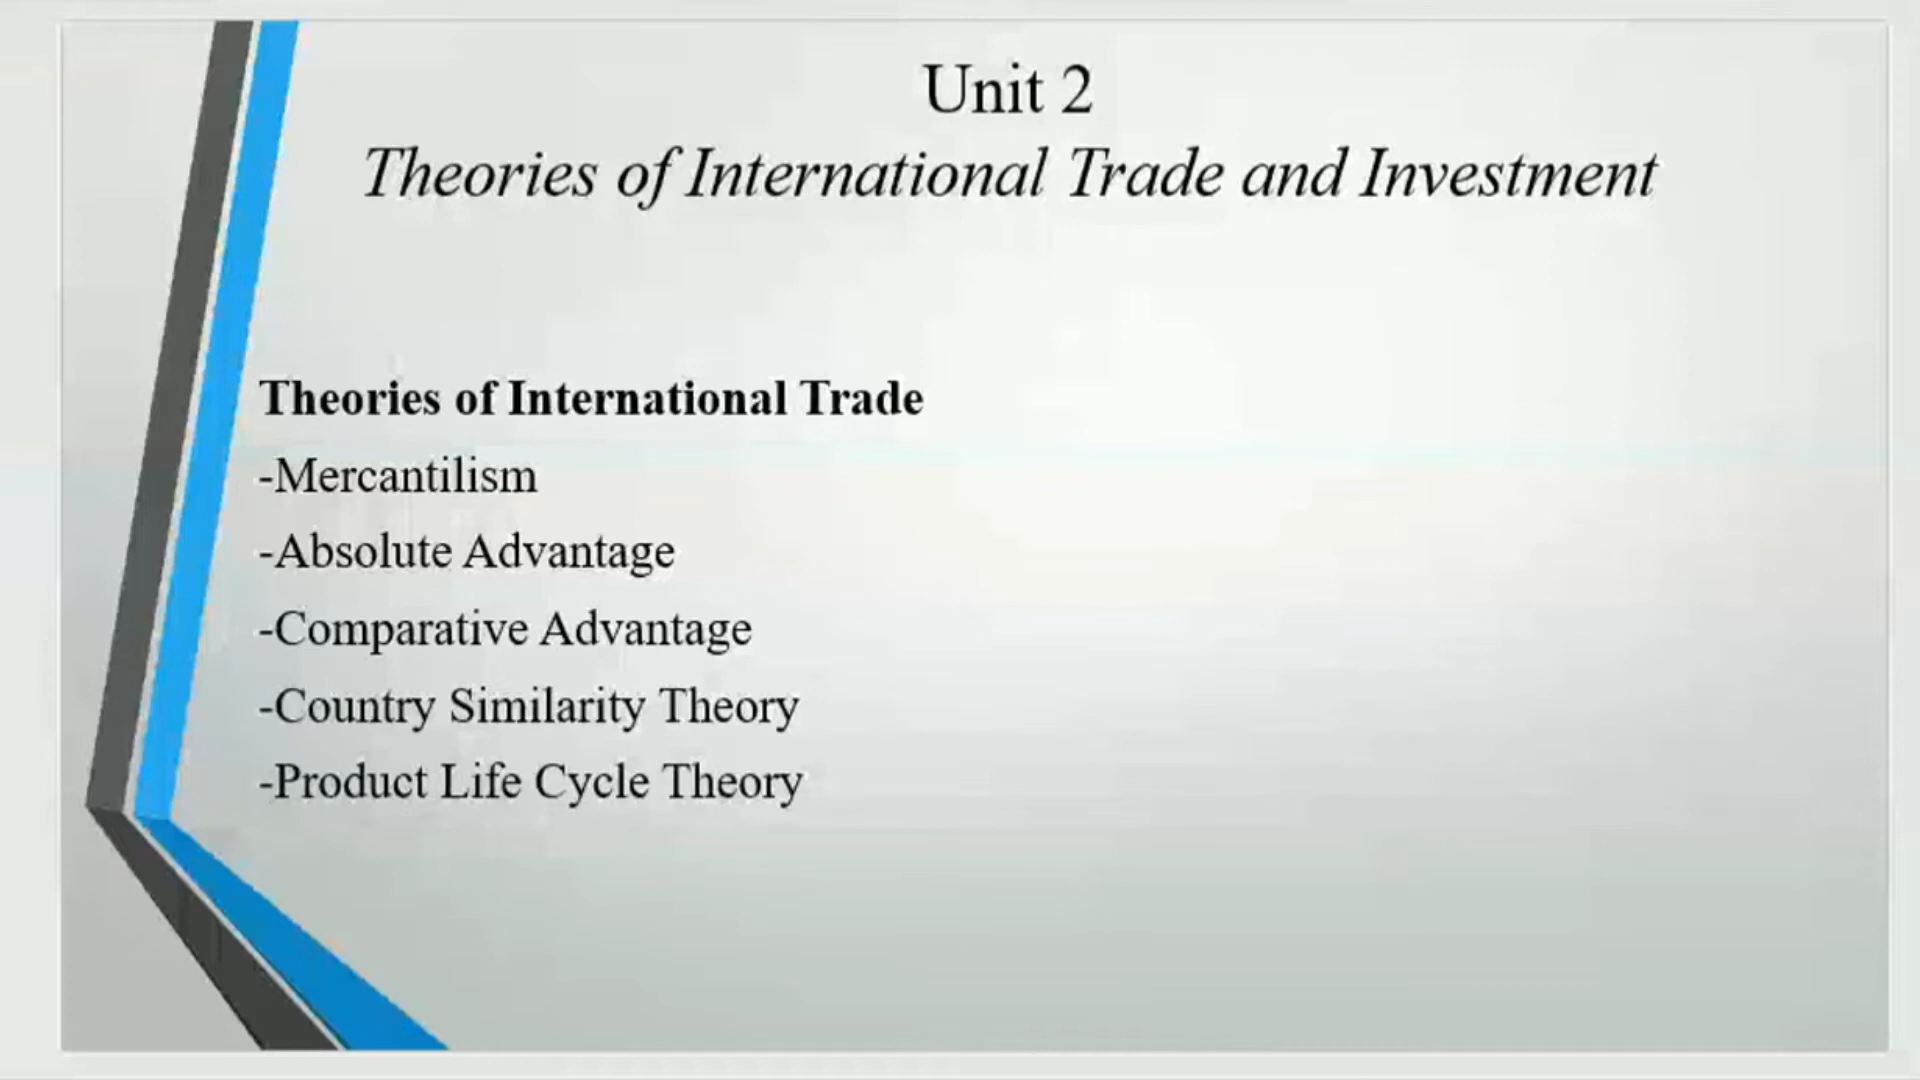 Unit 2
Theories of International Trade and Investment
Theories of International Trade
-Mercantilism
-Absolute Advantage
-Comparative Advantage
-Country Similarity Theory
-Product Life Cycle Theory